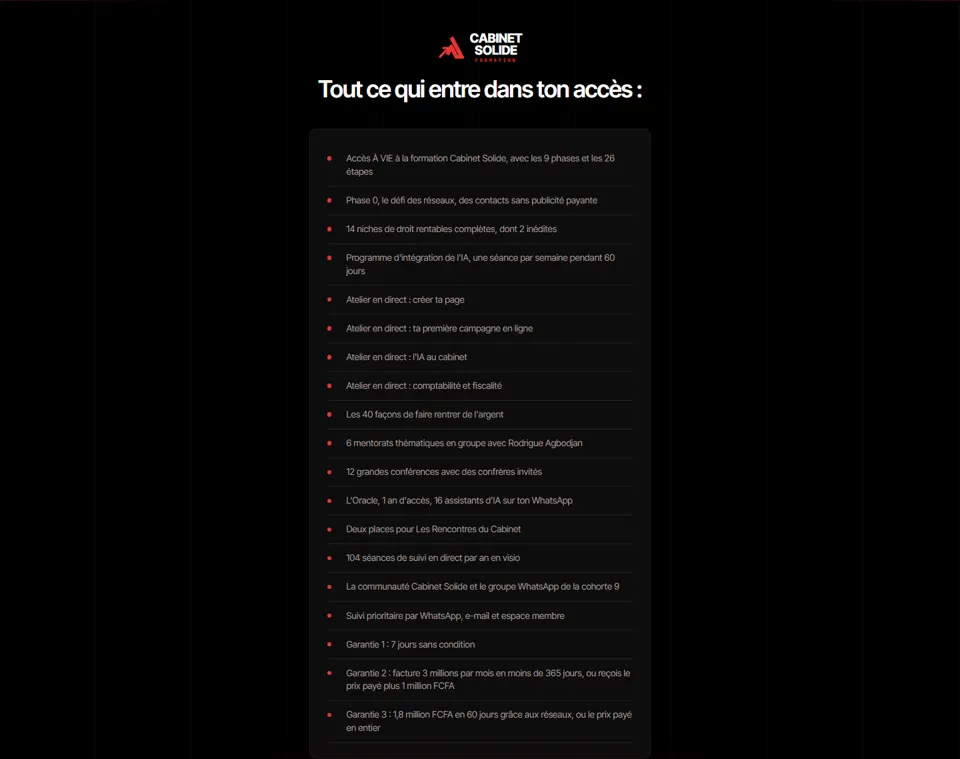 CABINET
SOLIDE
FORMATION
Tout ce qui entre dans ton accès :
Accès À VIE à la formation Cabinet Solide, avec les 9 phases et les 26
étapes
Phase 0, le défi des réseaux, des contacts sans publicité payante
14 niches de droit rentables complètes, dont 2 inédites
Programme d'intégration de l'IA, une séance par semaine pendant 60
jours
Atelier en direct : créer ta page
Atelier en direct : ta première campagne en ligne
Atelier en direct : l'IA au cabinet
Atelier en direct : comptabilité et fiscalité
Les 40 façons de faire rentrer de l'argent
6 mentorats thématiques en groupe avec Rodrigue Agbodjan
12 grandes conférences avec des confrères invités
L'Oracle, 1 an d'accès, 16 assistants d'IA sur ton WhatsApp
Deux places pour Les Rencontres du Cabinet
104 séances de suivi en direct par an en visio
La communauté Cabinet Solide et le groupe WhatsApp de la cohorte 9
Suivi prioritaire par WhatsApp, e-mail et espace membre
Garantie 1 : 7 jours sans condition
Garantie 2 : facture 3 millions par mois en moins de 365 jours, ou reçois le
prix payé plus 1 million FCFA
Garantie 3 : 1,8 million FCFA en 60 jours grâce aux réseaux, ou le prix payé
en entier